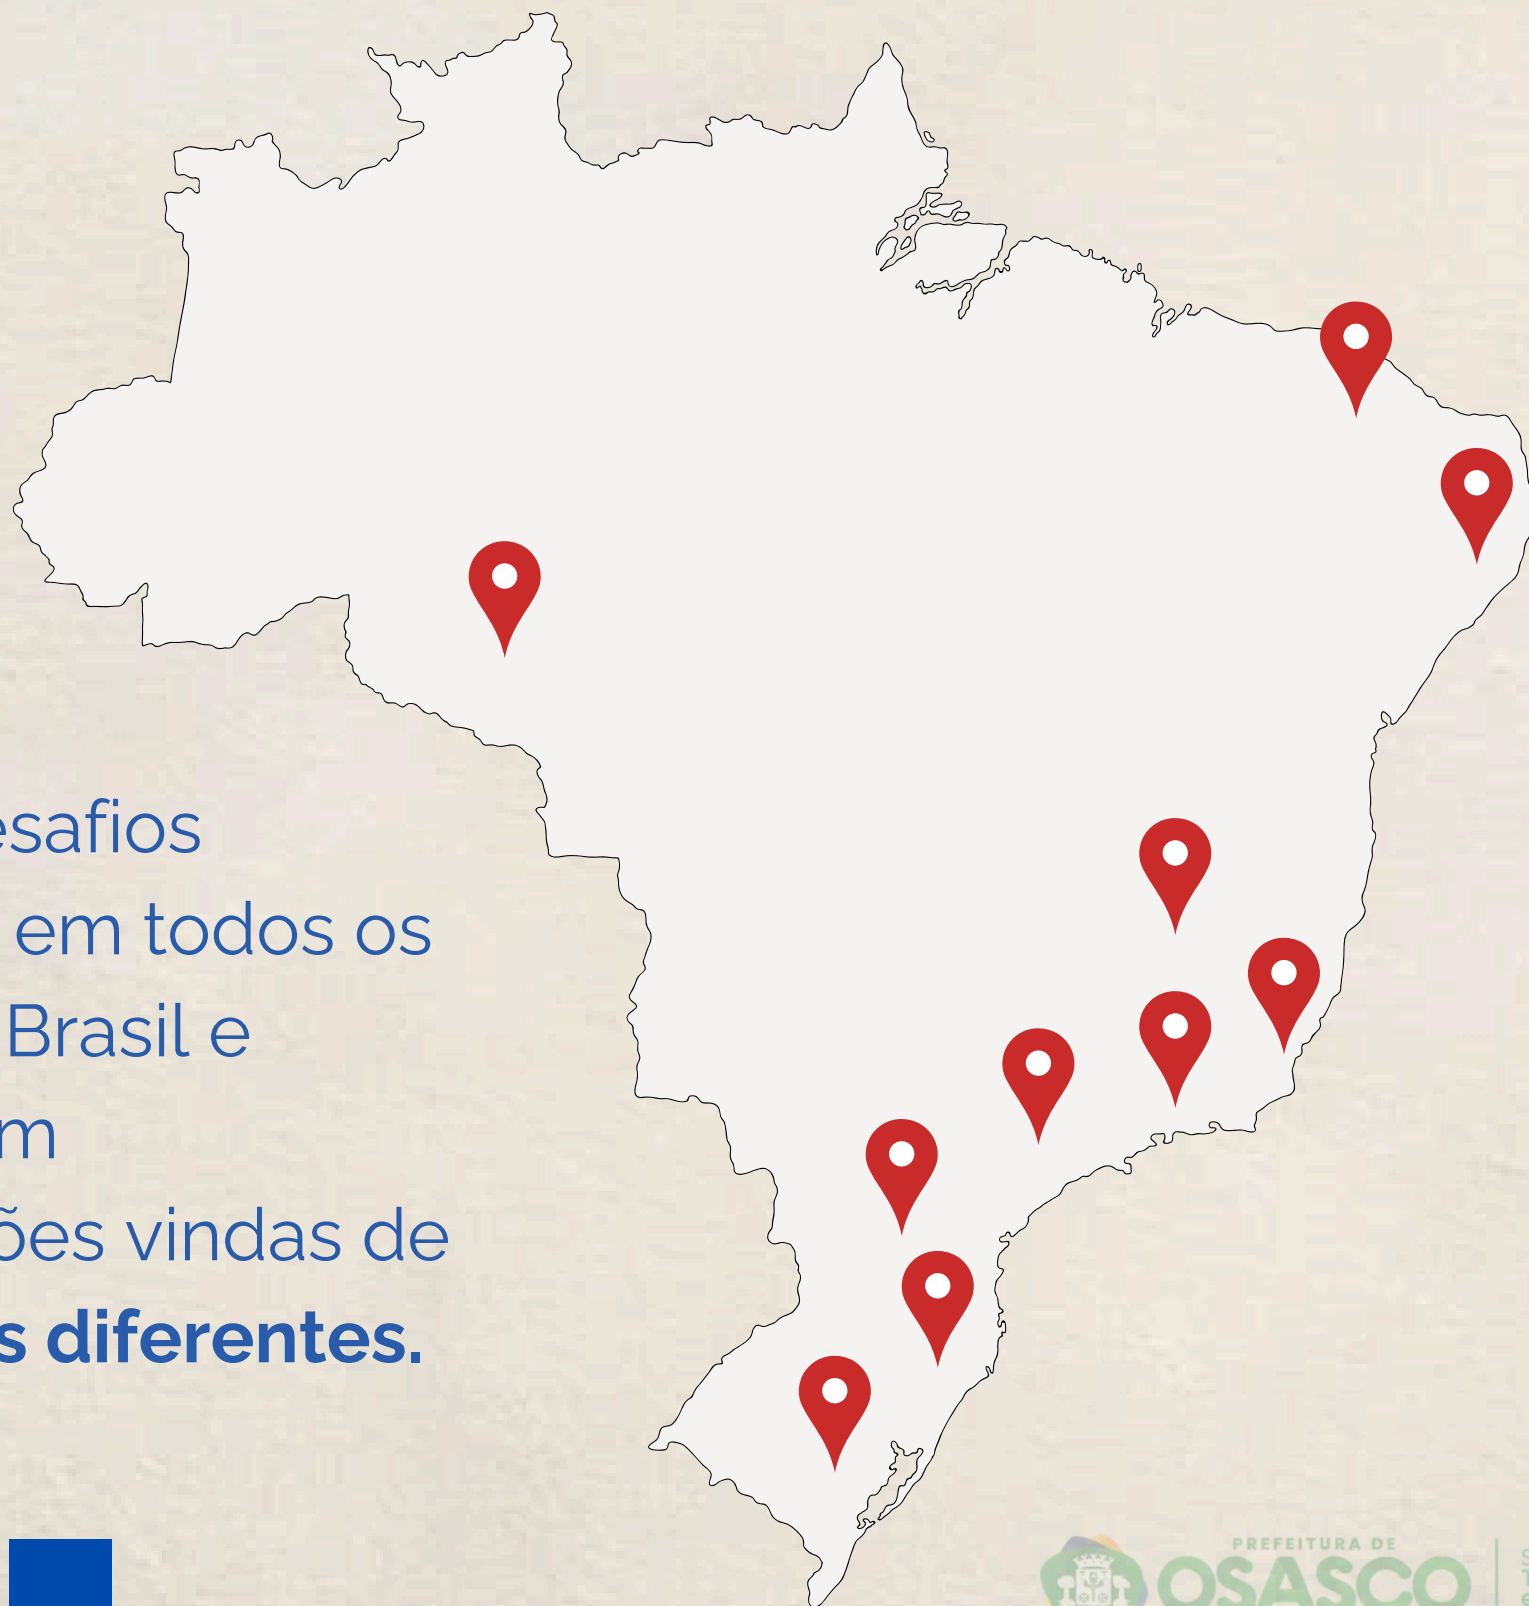 esafios
em todos os
Brasil e
m
ões vindas de
s diferentes.
PREFEITURA DE
OSASCO